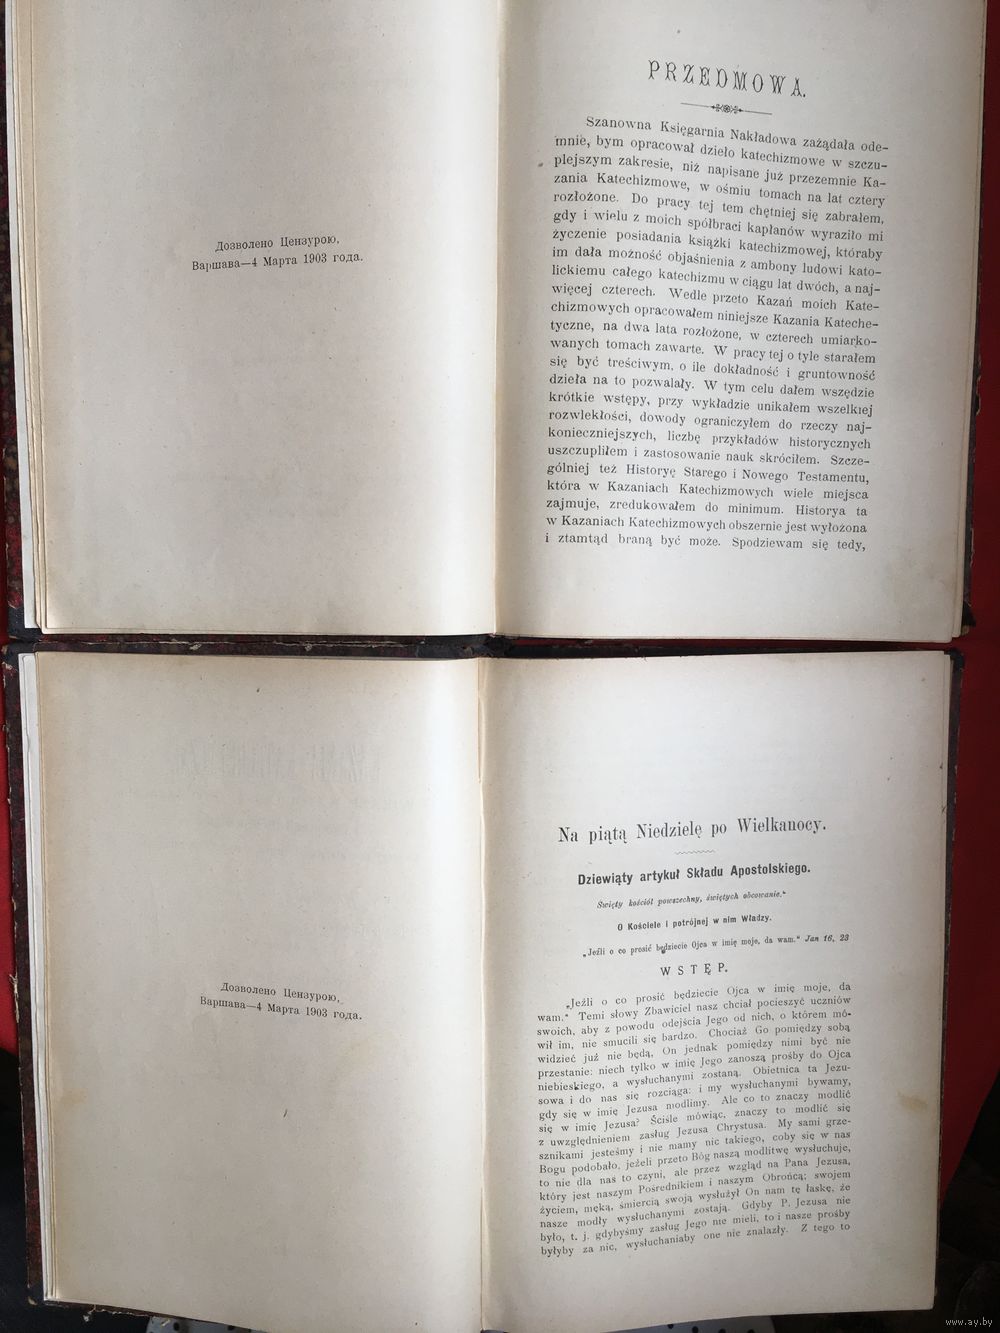 Дозволено Цензурою,
Варшава—4 Марта 1903 года.
PRZEDMOWA.
Szanowna Księgarnia Nakładowa zażądała ode-
mnie, bym opracował dzieło katechizmowe w szczu-
plejszym zakresie, niż napisane już przezemnie Ka-
zania Katechizmowe, w ośmiu tomach na lat cztery
rozłożone. Do pracy tej tem chętniej się zabrałem,
gdy i wielu z moich spółbraci kapłanów wyraziło mi
życzenie posiadania książki katechizmowej, któraby
im dała możność objaśnienia z ambony ludowi kato-
lickiemu całego katechizmu w ciągu lat dwóch, a naj-
więcej czterech. Wedle przeto Kazań moich Kate-
chizmowych opracowałem niniejsze Kazania Kateche-
tyczne, na dwa lata rozłożone, w czterech umiarko-
wanych tomach zawarte. W pracy tej o tyle starałem
się być treściwym, o ile dokładność i gruntowność
dzieła na to pozwalały. W tym celu dałem wszędzie
krótkie wstępy, przy wykładzie unikałem wszelkiej
rozwlekłości, dowody ograniczyłem do rzeczy naj-
konieczniejszych, liczbę przykładów historycznych
uszczupliłem i zastosowanie nauk skróciłem. Szcze-
gólniej też Historyę Starego i Nowego Testamentu,
która w Kazaniach Katechizmowych wiele miejsca
zajmuje, zredukowałem do minimum. Historya ta
w Kazaniach Katechizmowych obszernie jest wyłożona
i ztamtąd braną być może. Spodziewam się tedy,
Дозволено Цензурою,
Варшава—4 Марта 1903 года.
Na piątą Niedzielę po Wielkanocy.
Dziewiąty artykuł Składu Apostolskiego.
Święty kościół powszechny, świętych obcowanie."
O Kościele i potrójnej w nim Władzy.
„Jeżli o co prosić będziecie Ojca w imię moje, da wam." Jan 16, 23
WSTĘP.
„Jeżli o co prosić będziecie Ojca w imię moje, da
wam." Temi słowy Zbawiciel nasz chciał pocieszyć uczniów
swoich, aby z powodu odejścia Jego od nich, o którem mó-
wił im, nie smucili się bardzo. Chociaż Go pomiędzy sobą
widzieć już nie będą, On jednak pomiędzy nimi być nie
przestanie: niech tylko w imię Jego zanoszą prośby do Ojca
niebieskiego, a wysłuchanymi zostaną. Obietnica ta Jezu-
sowa i do nas się rozciąga: i my wysłuchanymi bywamy,
gdy się w imię Jezusa modlimy. Ale co to znaczy modlić
się w imię Jezusa? Ściśle mówiąc, znaczy to modlić się
z uwzględnieniem zasług Jezusa Chrystusa. My sami grze-
sznikami jesteśmy i nie mamy nic takiego, coby się w nas
Bogu podobało, jeżeli przeto Bóg naszą modlitwę wysłuchuje,
to nie dla nas to czyni, ale przez wzgląd na Pana Jezusa,
który jest naszym Pośrednikiem i naszym Obrońcą; swojem
życiem, męką, śmiercią swoją wysłużył On nam tę łaskę, że
nasze modły wysłuchanymi zostają. Gdyby P. Jezusa nie
było, t. j. gdybyśmy zasług Jego nie mieli, to i nasze prośby
byłyby za nic, wysłuchaniaby one nie znalazły. Z tego to
www.ay.by